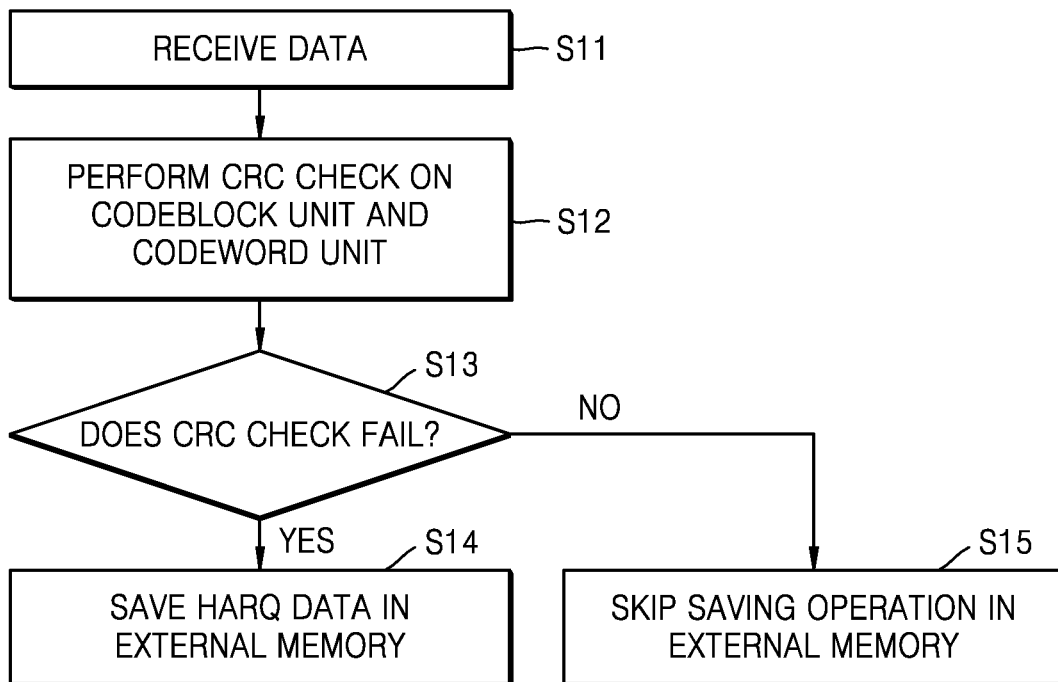 RECEIVE DATA
S11
PERFORM CRC CHECK ON
CODEBLOCK UNIT AND
CODEWORD UNIT
S12
S13
DOES CRC CHECK FAIL?
NO
YES
S14
SAVE HARQ DATA IN
EXTERNAL MEMORY
S15
SKIP SAVING OPERATION IN
EXTERNAL MEMORY